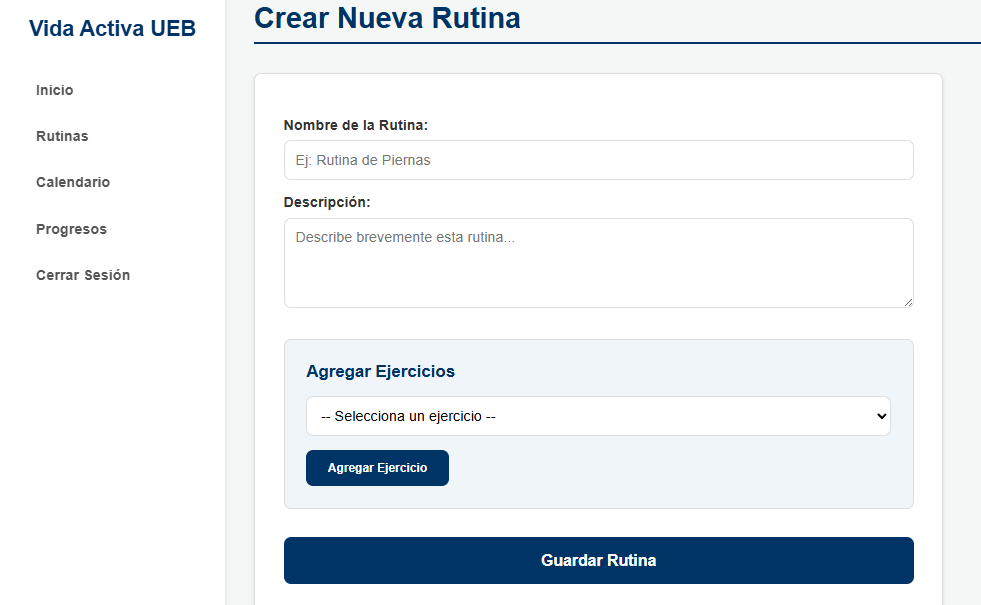 Vida Activa UEB
Inicio
Rutinas
Calendario
Progresos
Cerrar Sesión
Crear Nueva Rutina
Nombre de la Rutina:
Ej: Rutina de Piernas
Descripción:
Describe brevemente esta rutina...
Agregar Ejercicios
-- Selecciona un ejercicio --
Agregar Ejercicio
Guardar Rutina